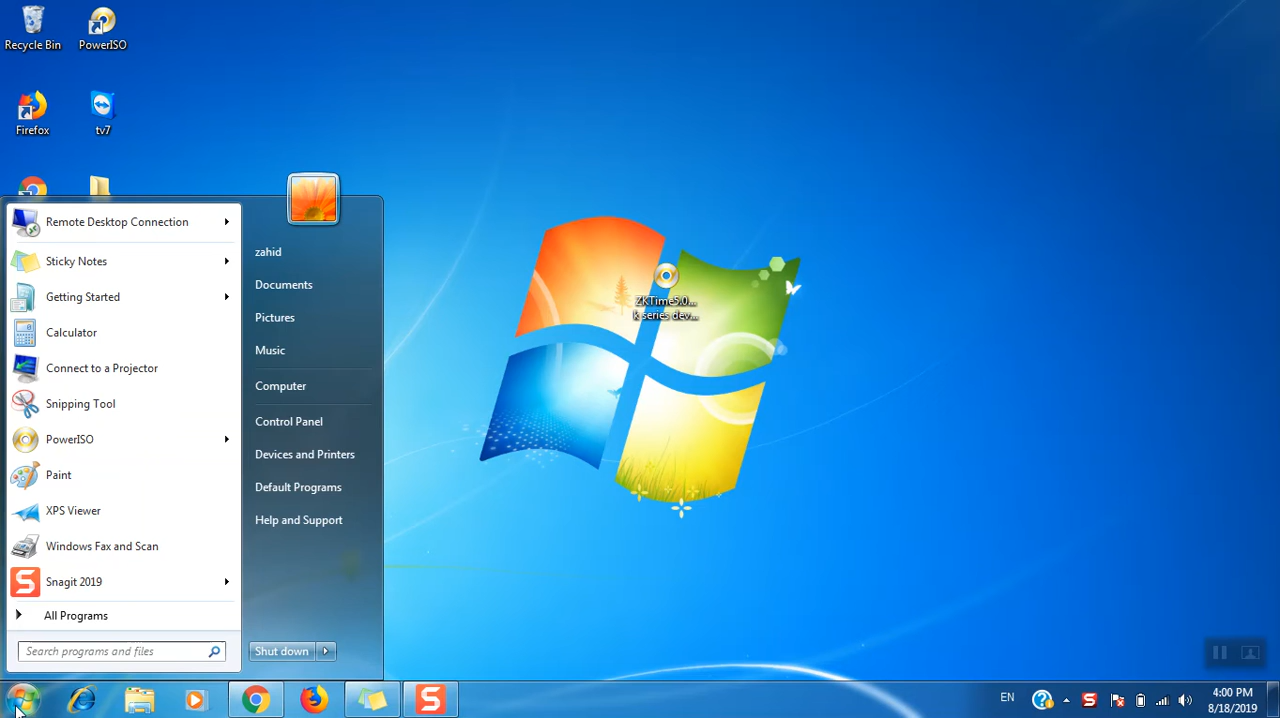 Recycle Bin
PowerISO
Firefox
tv7
Remote Desktop Connection
Sticky Notes
Getting Started
Calculator
Connect to a Projector
Snipping Tool
PowerISO
Paint
XPS Viewer
Windows Fax and Scan
Snagit 2019
All Programs
Search programs and files
zahid
Documents
Pictures
Music
Computer
Control Panel
Devices and Printers
Default Programs
Help and Support
Shut down
ZKTime5.0...
k series dev...
EN
4:00 PM
8/18/2019